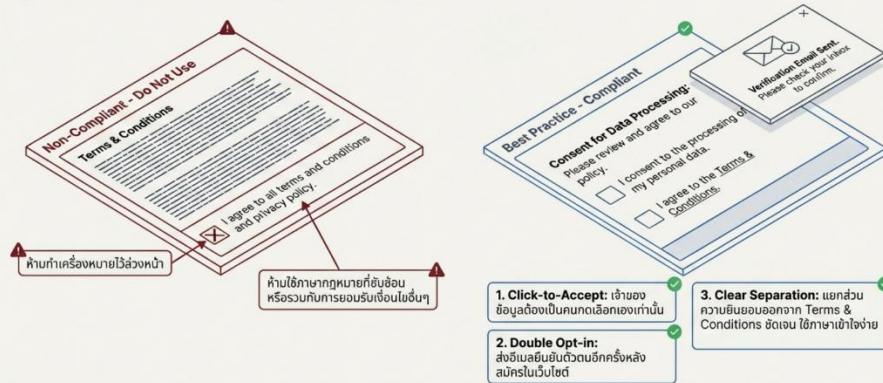 Non-Compliant - Do Not Use
Terms & Conditions
I agree to all terms and conditions
and privacy policy.
ห้ามทำเครื่องหมายไว้ล่วงหน้า
ห้ามใช้ภาษากฎหมายที่ซับซ้อน
หรือรวมกับการยอมรับเงื่อนไขอื่นๆ
Best Practice - Compliant
Consent for Data Processing:
Please review and agree to our
policy.
I consent to the processing of
my personal data.
I agree to the Terms &
Conditions.
Verification Email Sent.
Please check your inbox
to confirm.
1. Click-to-Accept: เจ้าของ
ข้อมูลต้องเป็นคนกดเลือกเองเท่านั้น
2. Double Opt-in:
ส่งอีเมลยืนยันตัวตนอีกครั้งหลัง
สมัครในเว็บไซต์
3. Clear Separation: แยกส่วน
ความยินยอมออกจาก Terms &
Conditions ชัดเจน ใช้ภาษาเข้าใจง่าย